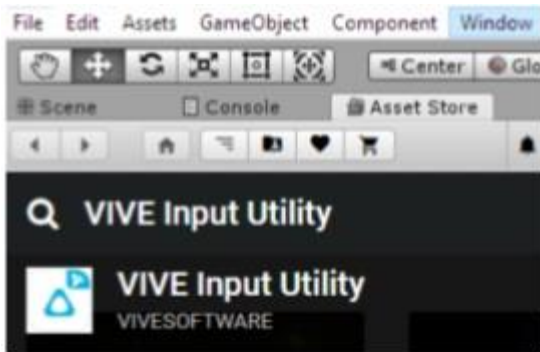 File Edit Assets GameObject Component Window
Center Glo
Scene Console Asset Store
VIVE Input Utility
VIVE Input Utility
VIVESOFTWARE